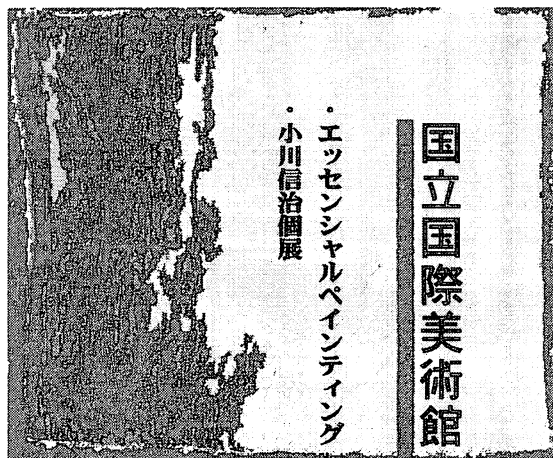 国立国際美術館
・エッセンシャルペインティング
・小川信治個展